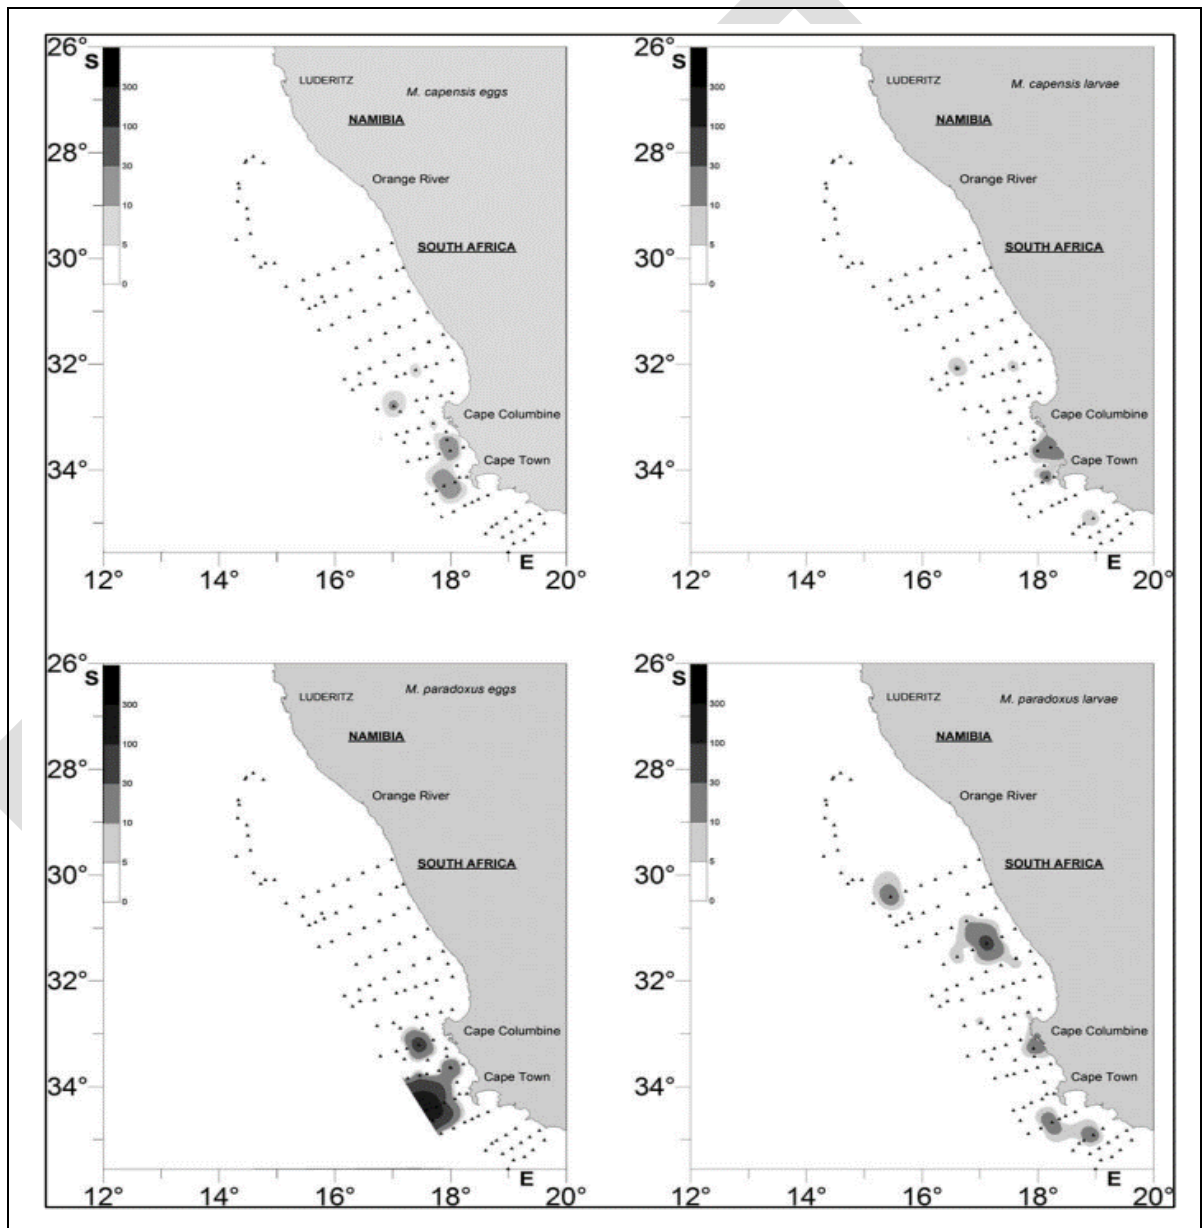 26°
S
LUDERITZ
M. capensis eggs
300
NAMIBIA
100
28°
30
Orange River
10
SOUTH AFRICA
5
30°
0
32°
Cape Columbine
Cape Town
34°
E
12° 14° 16° 18° 20°
26°
S
LUDERITZ
M. capensis larvae
300
NAMIBIA
100
28°
30
Orange River
10
SOUTH AFRICA
5
30°
0
32°
Cape Columbine
Cape Town
34°
E
12° 14° 16° 18° 20°
26°
S
LUDERITZ
M. paradoxus eggs
300
NAMIBIA
100
28°
30
Orange River
10
SOUTH AFRICA
5
30°
0
32°
Cape Columbine
Cape Town
34°
E
12° 14° 16° 18° 20°
26°
S
LUDERITZ
M. paradoxus larvae
300
NAMIBIA
100
28°
30
Orange River
10
SOUTH AFRICA
5
30°
0
32°
Cape Columbine
Cape Town
34°
E
12° 14° 16° 18° 20°